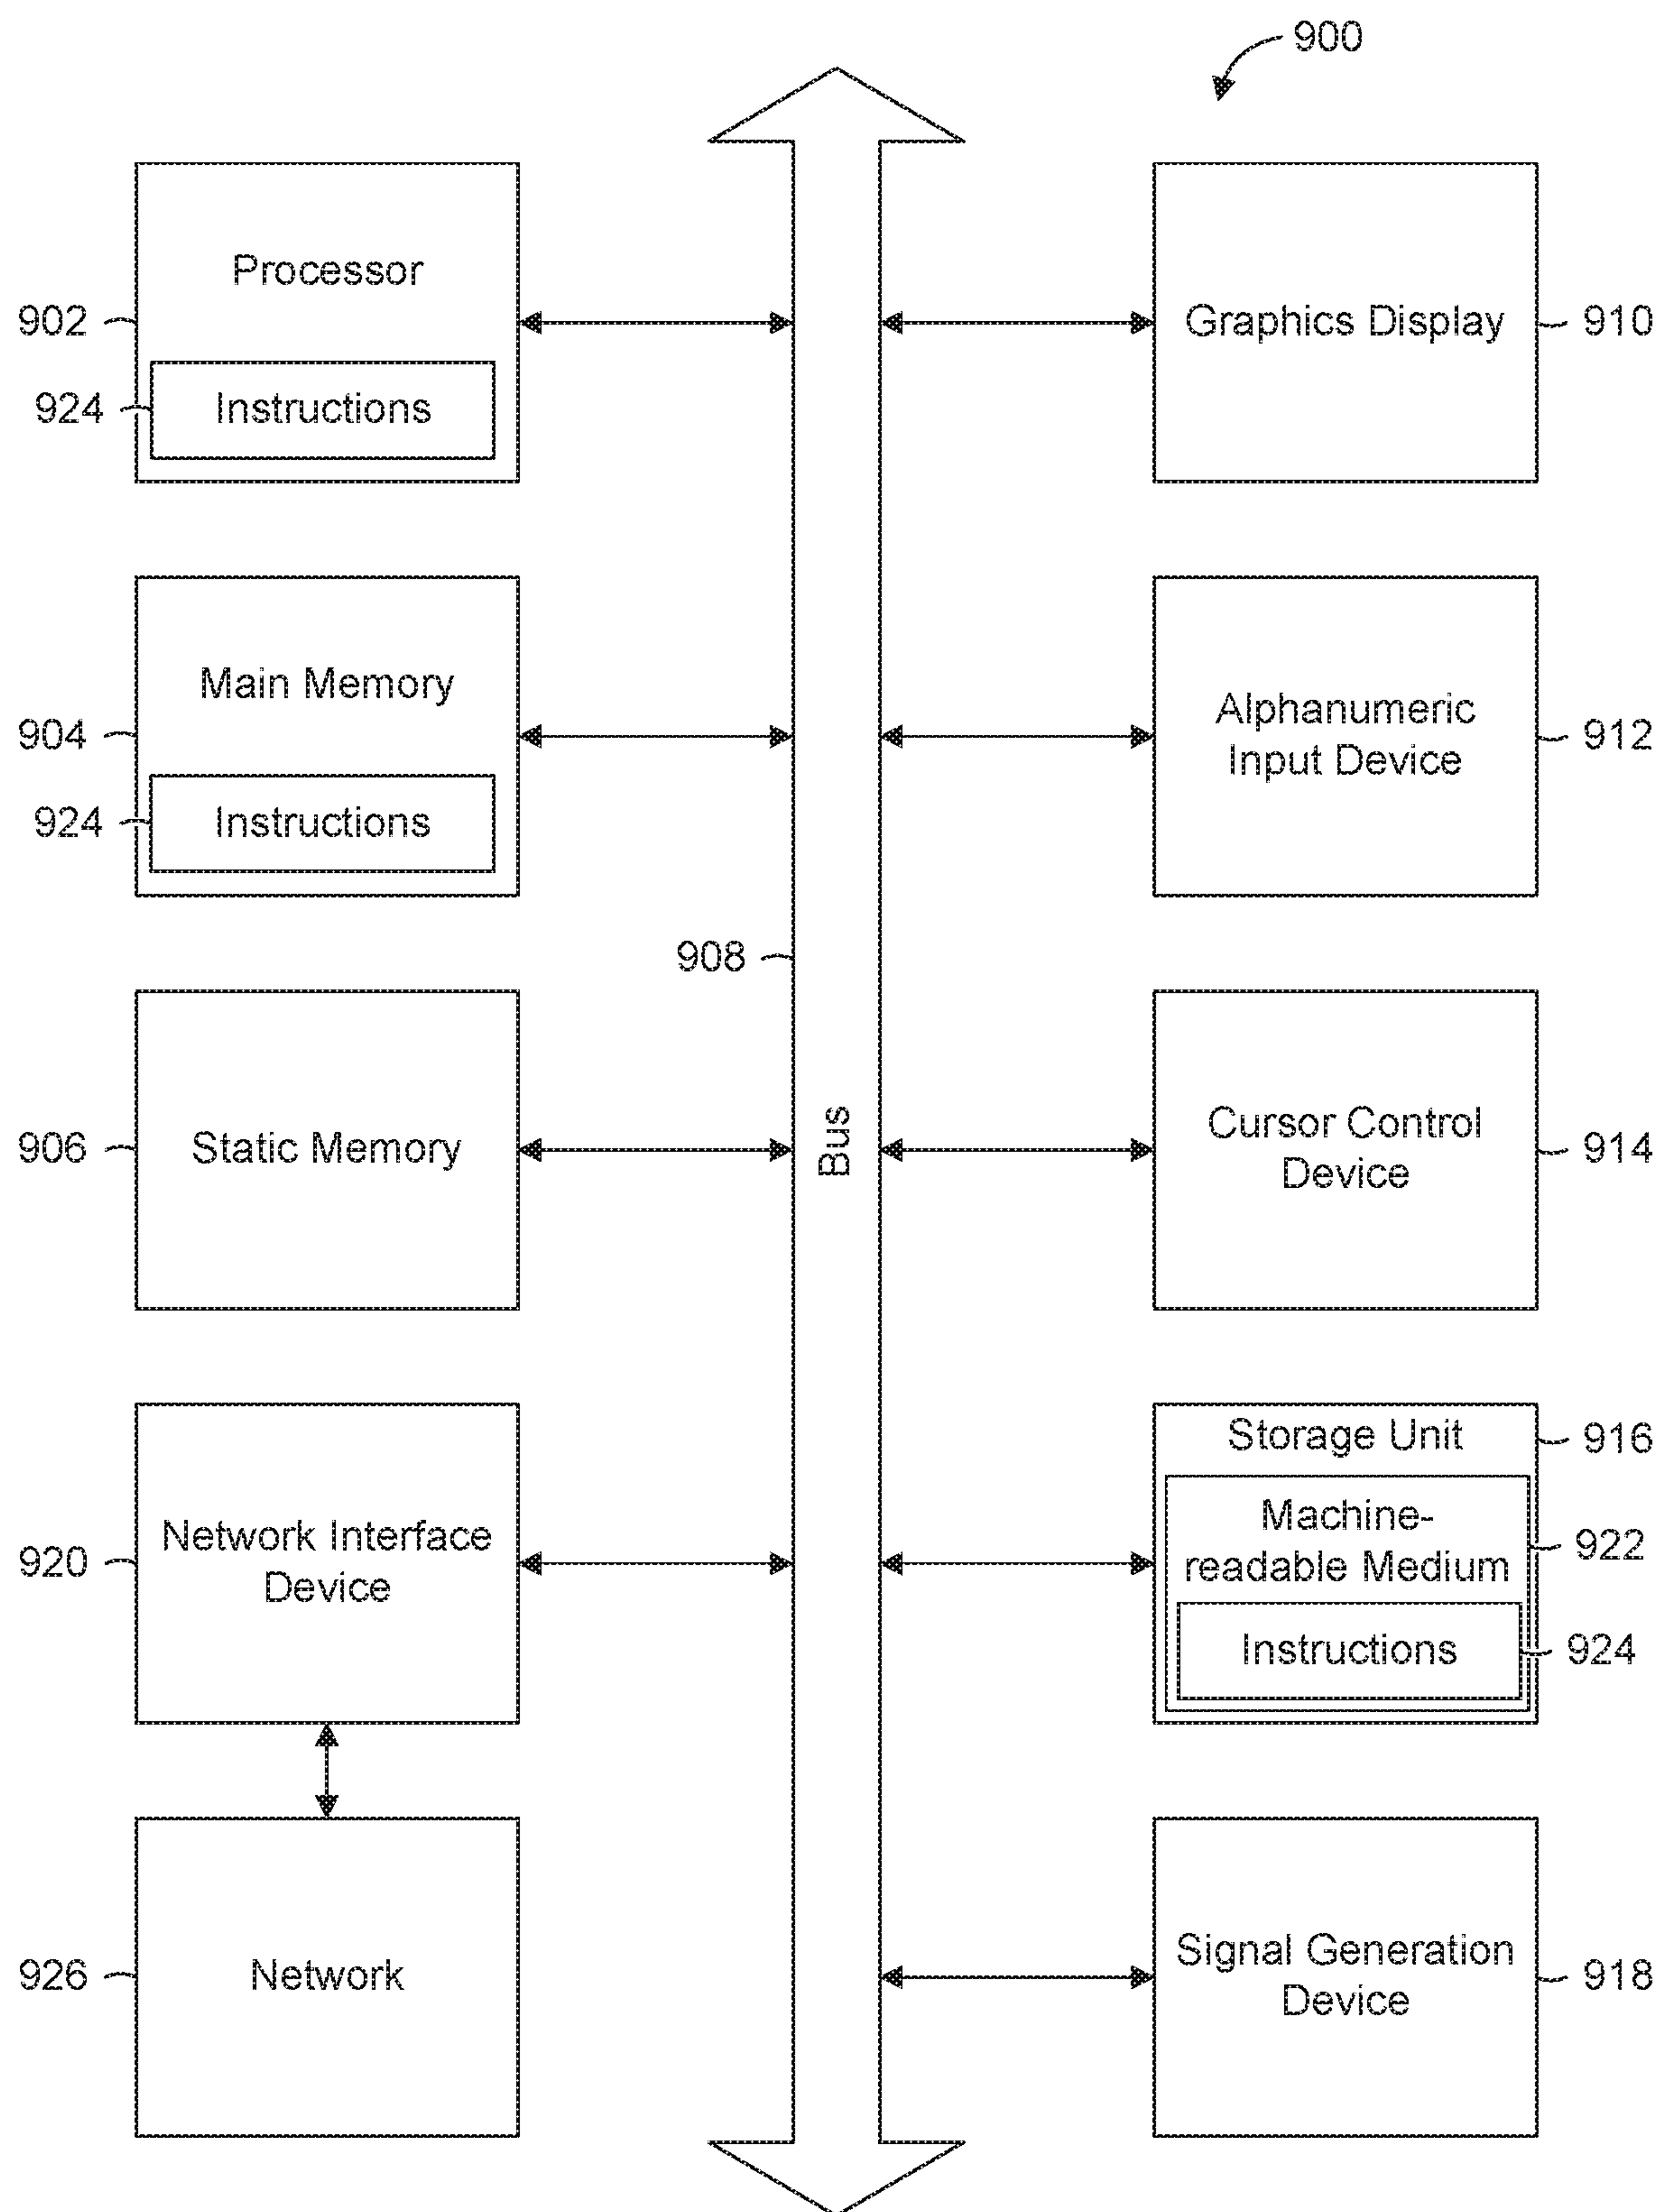 900
Processor
902
924
Instructions
Graphics Display
910
Main Memory
904
924
Instructions
Alphanumeric
Input Device
912
908
Bus
Static Memory
906
Cursor Control
Device
914
Network Interface
Device
920
Storage Unit
916
Machine-
readable Medium
922
Instructions
924
Network
926
Signal Generation
Device
918